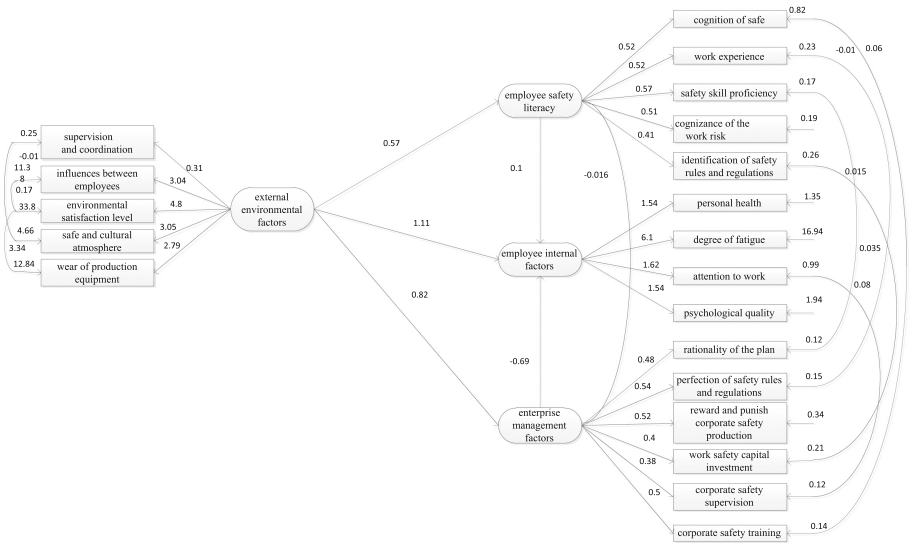 0.25
supervision
and coordination
-0.01
11.3
8
influences between
employees
0.17
33.8
environmental
satisfaction level
4.66
safe and cultural
atmosphere
3.34
12.84
wear of production
equipment
0.31
3.04
4.8
3.05
2.79
external
environmental
factors
0.57
1.11
0.82
employee safety
literacy
0.1
-0.016
employee internal
factors
-0.69
enterprise
management
factors
0.52
0.52
0.57
0.51
0.41
1.54
6.1
1.62
1.54
0.48
0.54
0.52
0.4
0.38
0.5
cognition of safe
0.82
work experience
0.23
-0.01
0.06
safety skill proficiency
0.17
cognizance of the
work risk
0.19
identification of safety
rules and regulations
0.26
0.015
personal health
1.35
degree of fatigue
16.94
0.035
attention to work
0.99
0.08
psychological quality
1.94
rationality of the plan
0.12
perfection of safety rules
and regulations
0.15
reward and punish
corporate safety
production
0.34
work safety capital
investment
0.21
corporate safety
supervision
0.12
corporate safety training
0.14